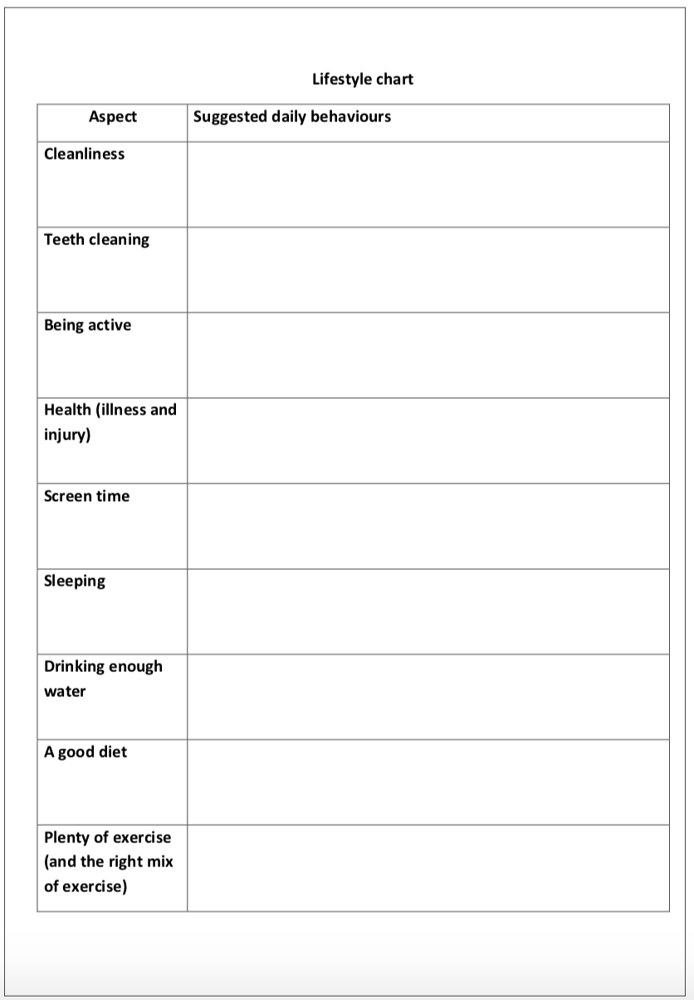 Lifestyle chart
Aspect
Suggested daily behaviours
Cleanliness
Teeth cleaning
Being active
Health (illness and
injury)
Screen time
Sleeping
Drinking enough
water
A good diet
Plenty of exercise
(and the right mix
of exercise)